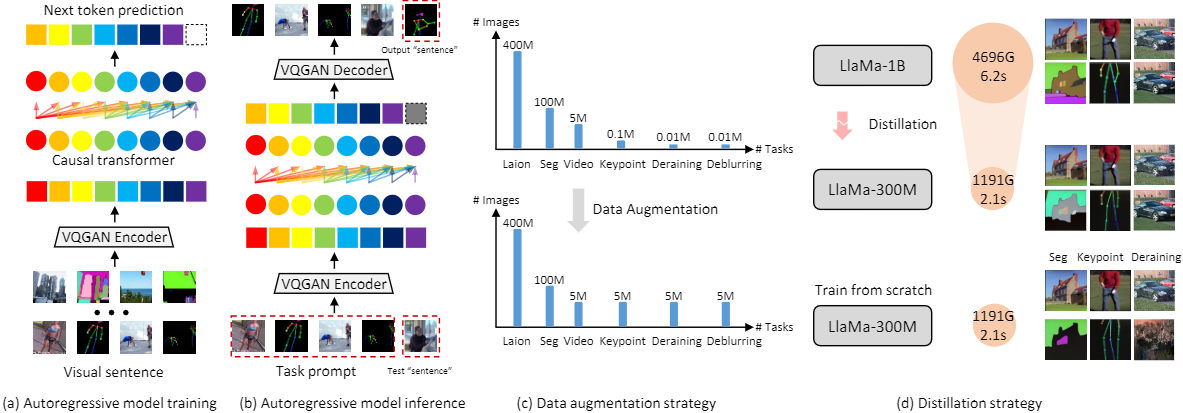 Next token prediction
Causal transformer
VQGAN Encoder
Visual sentence
(a) Autoregressive model training
Output “sentence”
VQGAN Decoder
VQGAN Encoder
Task prompt
Test “sentence”
(b) Autoregressive model inference
# Images
400M
100M
5M
0.1M
0.01M
0.01M
# Tasks
Laion Seg Video Keypoint Deraining Deblurring
Data Augmentation
# Images
400M
100M
5M
5M
5M
5M
# Tasks
Laion Seg Video Keypoint Deraining Deblurring
(c) Data augmentation strategy
LlaMa-1B
4696G
6.2s
Distillation
LlaMa-300M
1191G
2.1s
Seg Keypoint Deraining
Train from scratch
LlaMa-300M
1191G
2.1s
(d) Distillation strategy